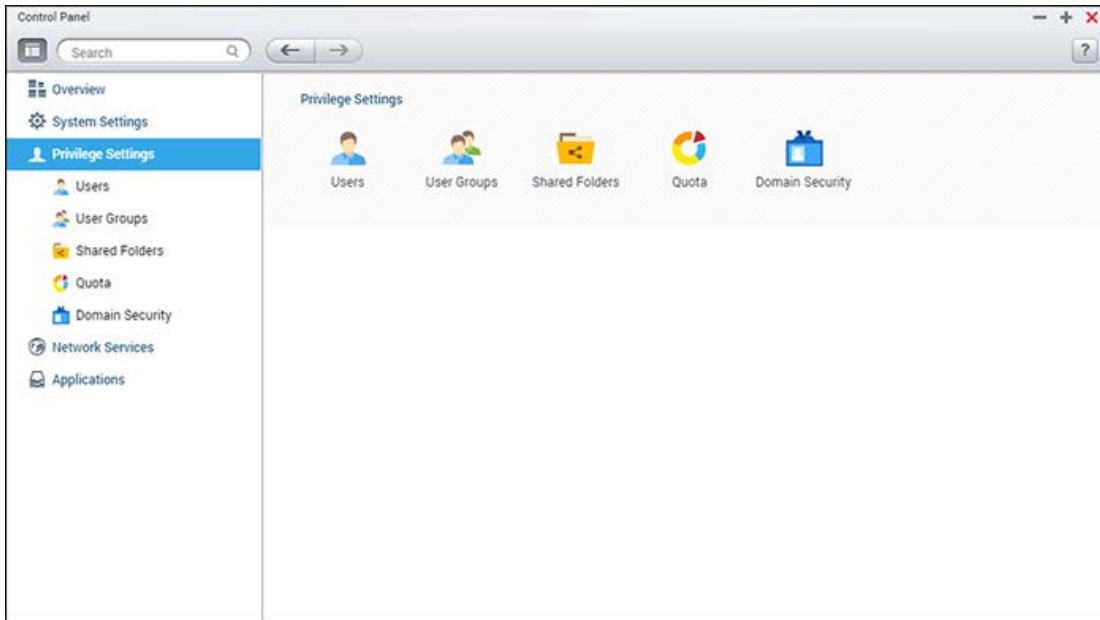 Control Panel
Search
?
Overview
System Settings
Privilege Settings
Users
User Groups
Shared Folders
Quota
Domain Security
Network Services
Applications
Privilege Settings
Users
User Groups
Shared Folders
Quota
Domain Security